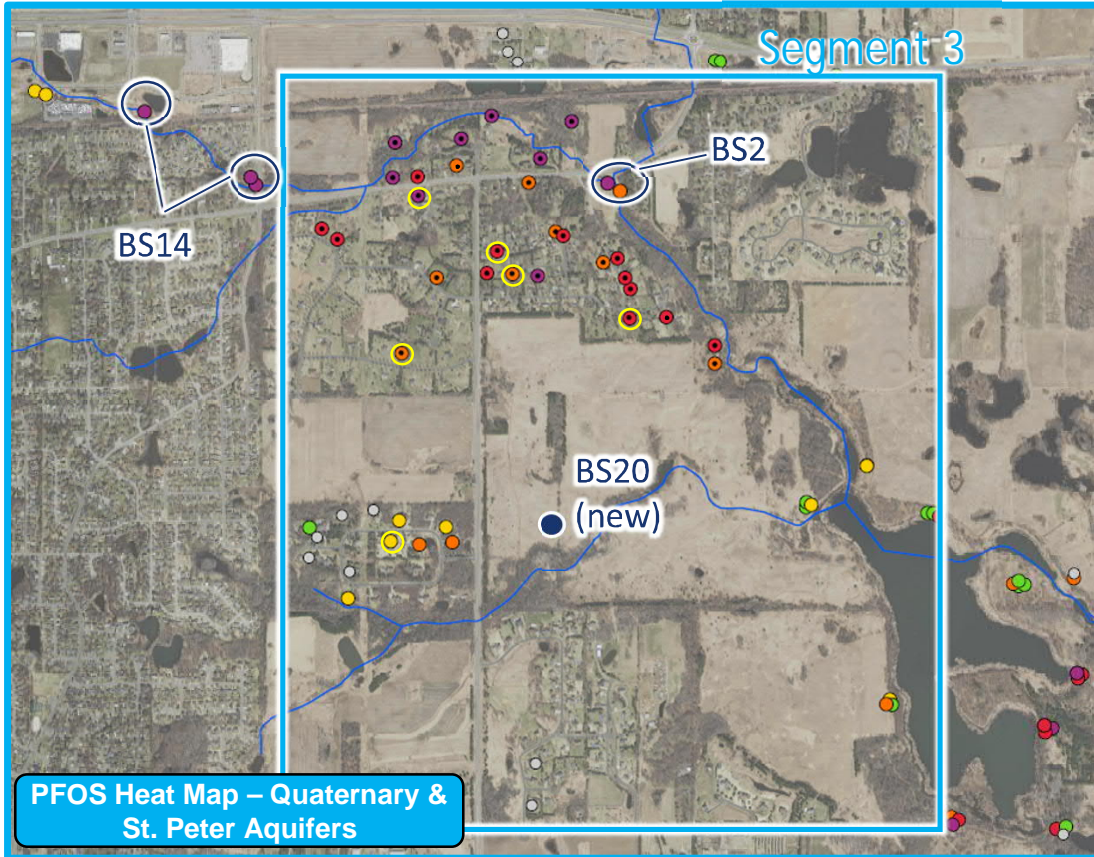 Segment 3
BS2
BS14
BS20
(new)
PFOS Heat Map – Quaternary &
St. Peter Aquifers